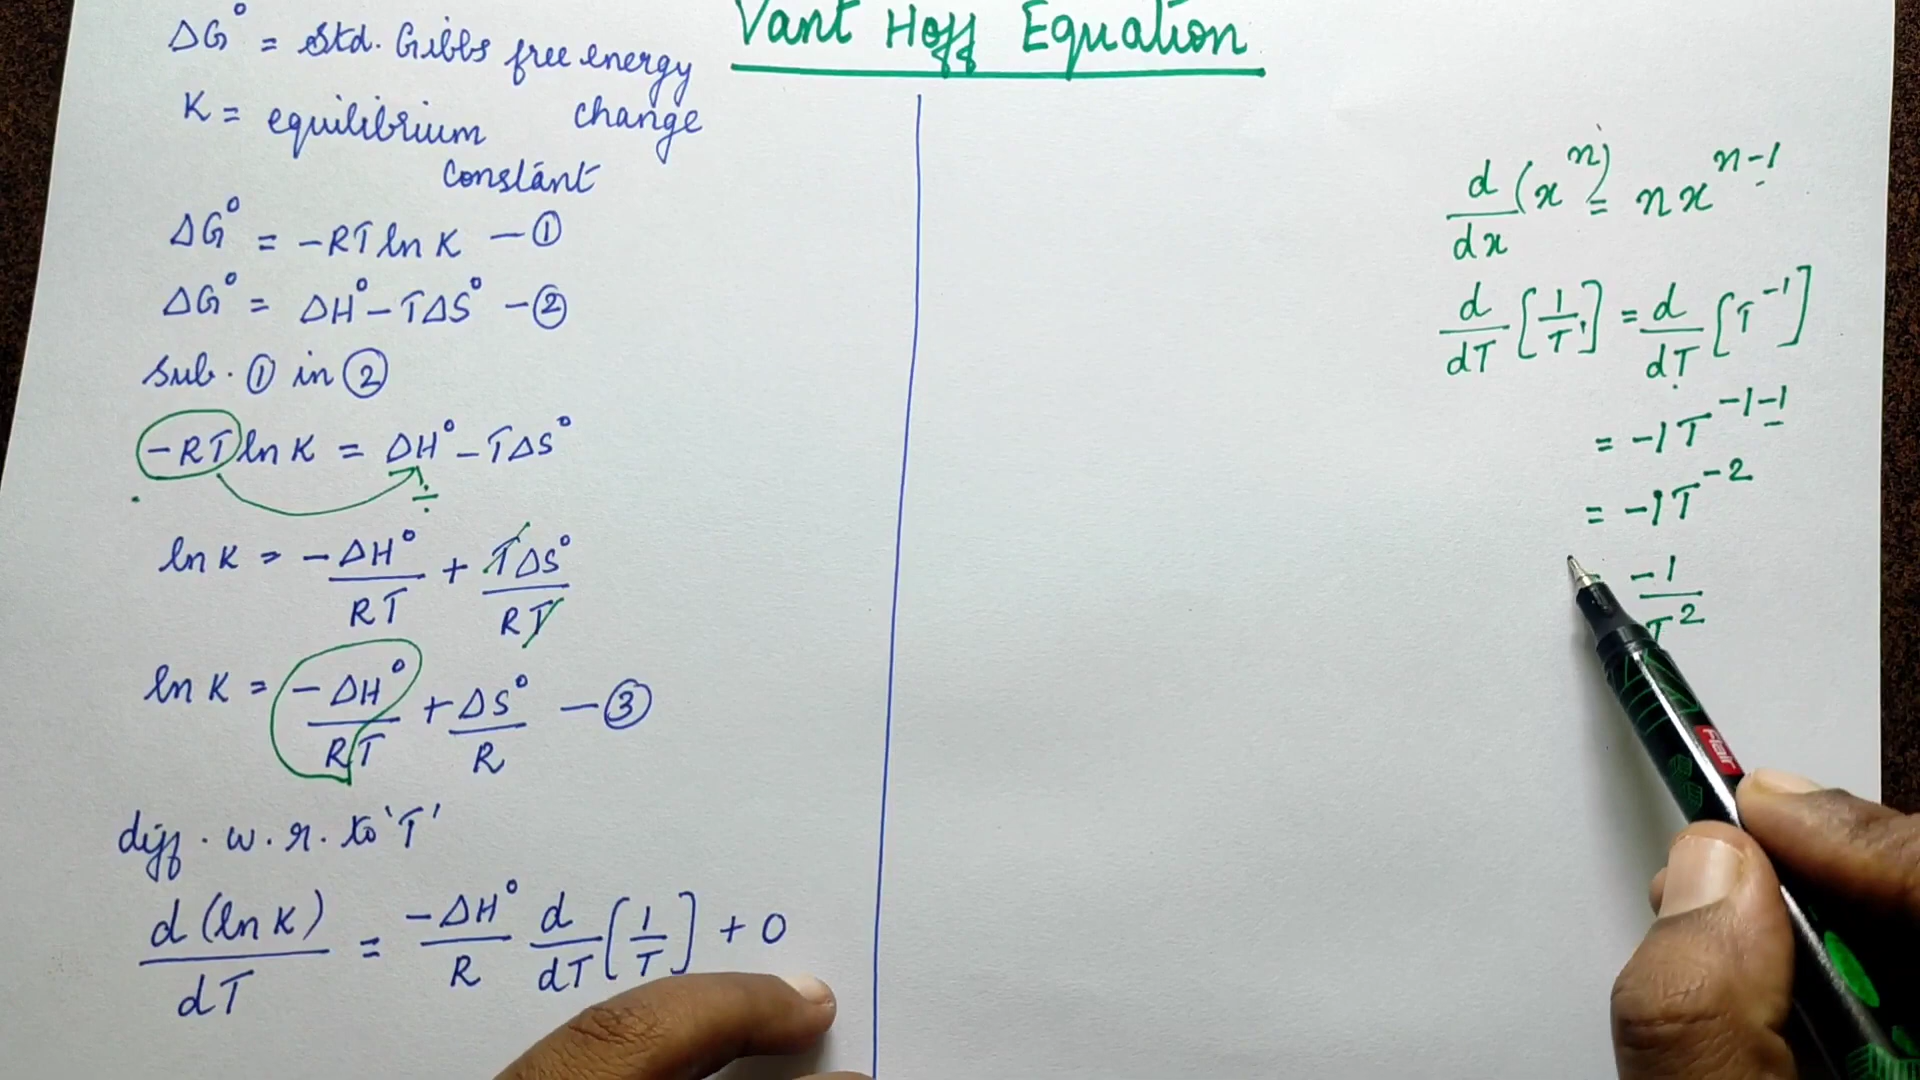 Vant Hoff Equation
ΔG° = Std. Gibbs free energy change
K = equilibrium constant
ΔG° = -RT ln K - ①
ΔG° = ΔH° - TΔS° - ②
Sub. ① in ②
-RT ln K = ΔH° - TΔS°
÷
ln K = -ΔH°/RT + TΔS°/RT
ln K = -ΔH°/RT + ΔS°/R - ③
diff. w.r. to 'T'
d(ln K)/dT = -ΔH°/R d/dT [1/T] + 0
d/dx (xⁿ) = nxⁿ⁻¹
d/dT [1/T] = d/dT [T⁻¹]
= -1T⁻¹⁻¹
= -1T⁻²
-1/T²
Flair